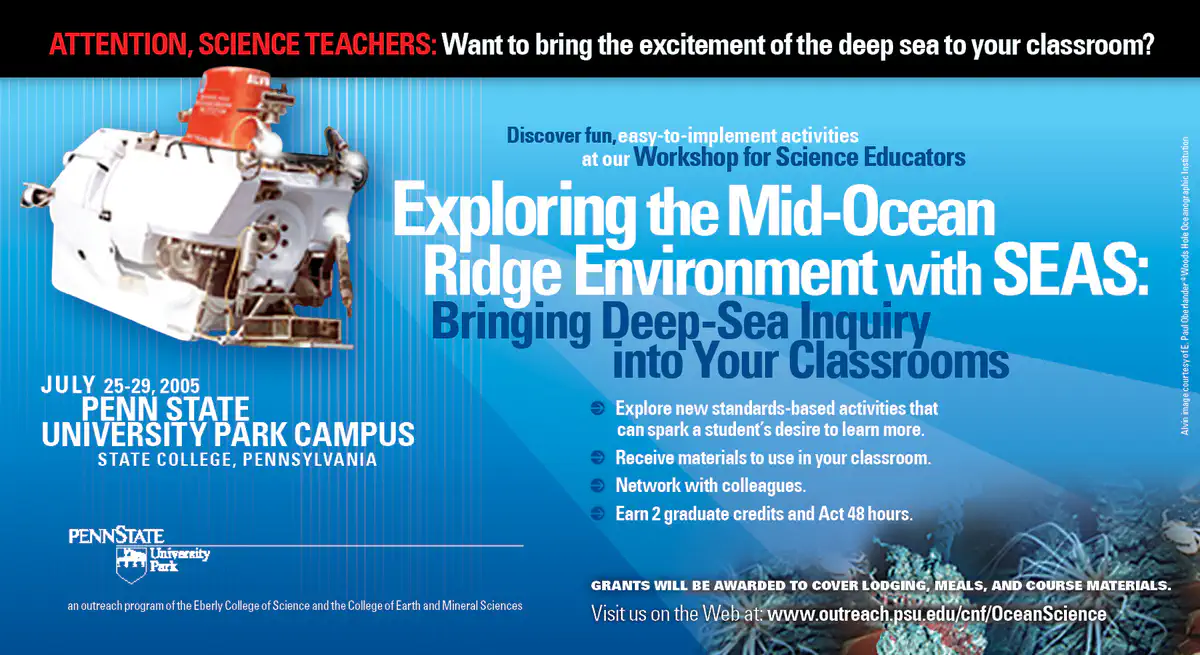 ATTENTION, SCIENCE TEACHERS: Want to bring the excitement of the deep sea to your classroom?
ALVIN
Discover fun, easy-to-implement activities
at our Workshop for Science Educators
Exploring the Mid-Ocean
Ridge Environment with SEAS:
Bringing Deep-Sea Inquiry
into Your Classrooms
JULY 25-29, 2005
PENN STATE
UNIVERSITY PARK CAMPUS
STATE COLLEGE, PENNSYLVANIA
Explore new standards-based activities that
can spark a student's desire to learn more.
Receive materials to use in your classroom.
Network with colleagues.
Earn 2 graduate credits and Act 48 hours.
PENNSTATE
University
Park
an outreach program of the Eberly College of Science and the College of Earth and Mineral Sciences
GRANTS WILL BE AWARDED TO COVER LODGING, MEALS, AND COURSE MATERIALS.
Visit us on the Web at: www.outreach.psu.edu/cnf/OceanScience
Alvin image courtesy of E. Paul Oberlander ©Woods Hole Oceanographic Institution